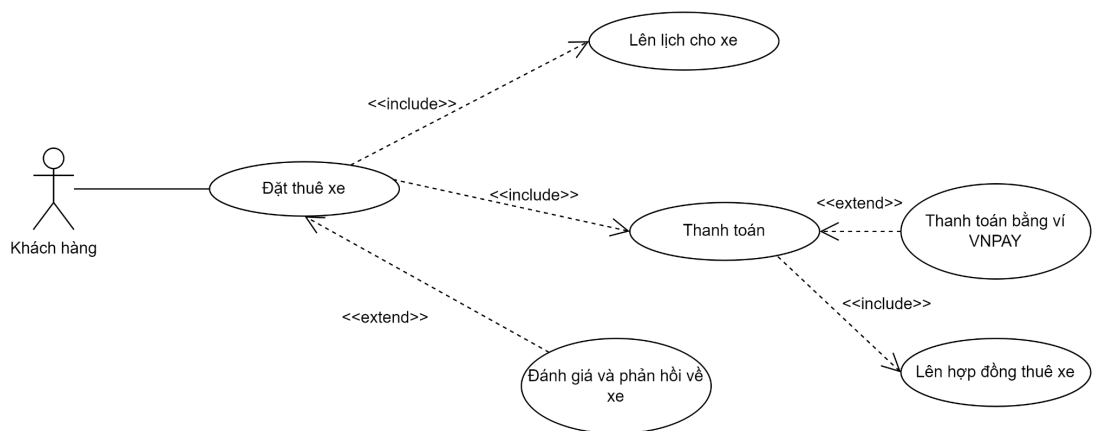 Lên lịch cho xe
<<include>>
Khách hàng
Đặt thuê xe
<<include>>
Thanh toán
<<extend>>
Thanh toán bằng ví
VNPAY
<<extend>>
<<include>>
Đánh giá và phản hồi về
xe
Lên hợp đồng thuê xe